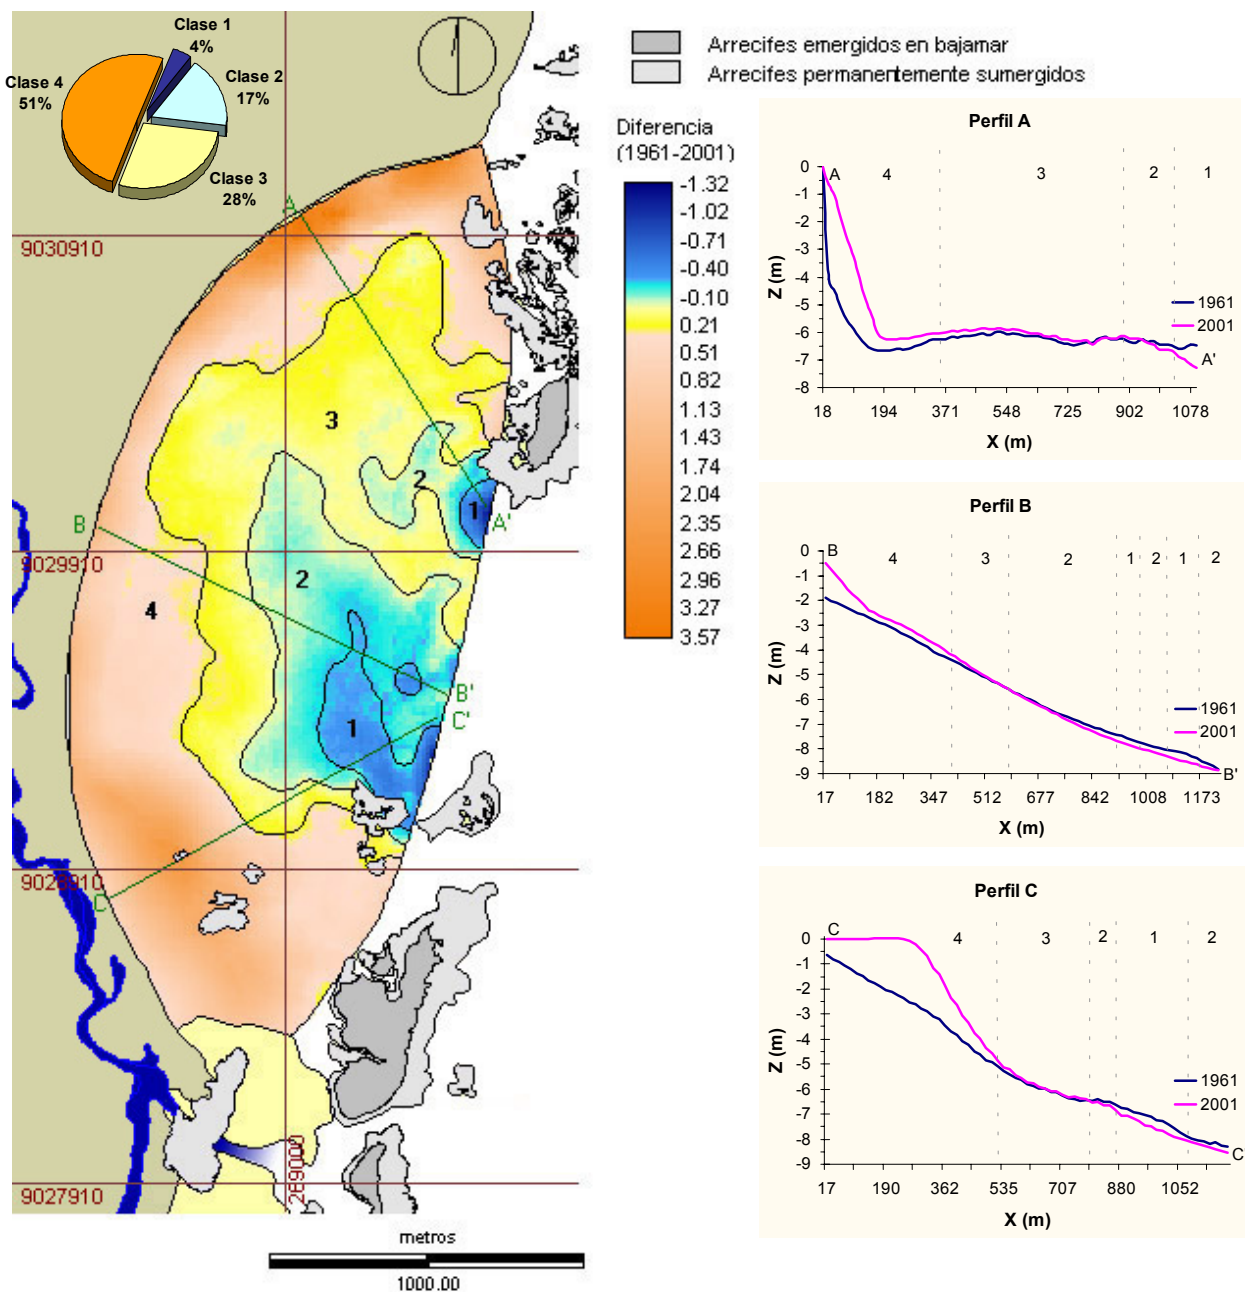 Clase 1
4%
Clase 2
17%
Clase 4
51%
Clase 3
28%
Arrecifes emergidos en bajamar
Arrecifes permanentemente sumergidos
Diferencia
(1961-2001)
-1.32
-1.02
-0.71
-0.40
-0.10
0.21
0.51
0.82
1.13
1.43
1.74
2.04
2.35
2.66
2.96
3.27
3.57
A
9030910
3
2
1
A'
B
9029910
2
4
B'
C'
1
9028910
C
9027910
289000
metros
1000.00
Perfil A
A 4 3 2 1
0
-1
-2
-3
-4
-5
-6
-7
-8
Z (m)
1961
2001
A'
18 194 371 548 725 902 1078
X (m)
Perfil B
B 4 3 2 1 2 1 2
0
-1
-2
-3
-4
-5
-6
-7
-8
-9
Z (m)
1961
2001
B'
17 182 347 512 677 842 1008 1173
X (m)
Perfil C
C 4 3 2 1 2
0
-1
-2
-3
-4
-5
-6
-7
-8
-9
Z (m)
1961
2001
C'
17 190 362 535 707 880 1052
X (m)